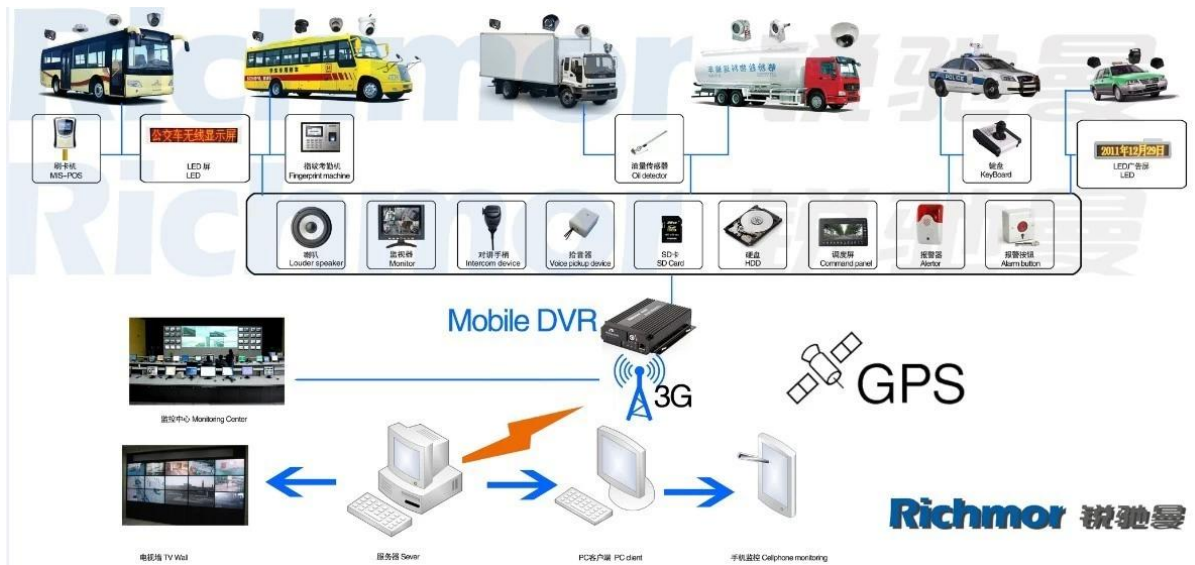 Richmor 锐驰曼
Richmor 锐驰曼
POLICE
刷卡机
MIS-POS
公交车无线显示屏
LED 屏
LED
指纹考勤机
Fingerprint machine
油量传感器
Oil detector
键盘
KeyBoard
2011年12月29日
LED广告屏
LED
喇叭
Louder speaker
监视器
Monitor
对讲手柄
Intercom device
拾音器
Voice pickup device
SD卡
SD Card
硬盘
HDD
调度屏
Command panel
报警器
Alertor
报警按钮
Alarm button
Mobile DVR
3G
GPS
监控中心 Monitoring Center
电视墙 TV Wall
服务器 Sever
PC客户端 PC client
手机监控 Cellphone monitoring
Richmor 锐驰曼